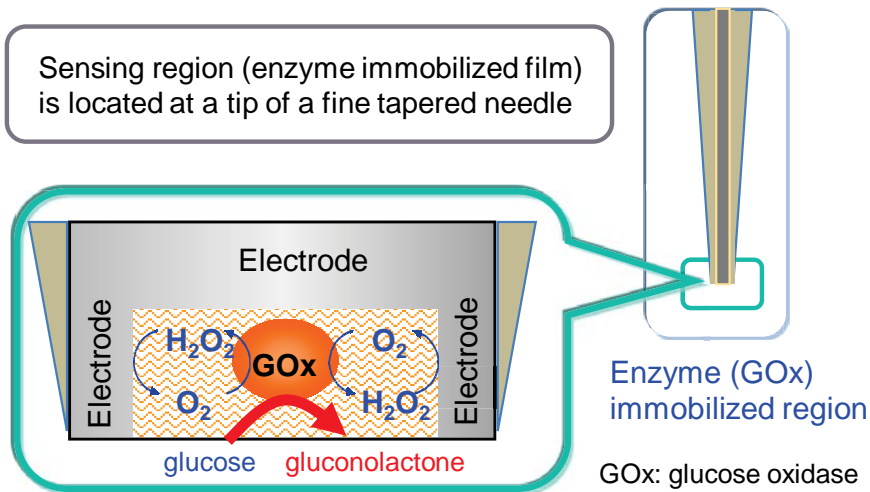 Sensing region (enzyme immobilized film)
is located at a tip of a fine tapered needle
Electrode
Electrode
Electrode
H₂O₂
O₂
GOx
O₂
H₂O₂
glucose
gluconolactone
Enzyme (GOx)
immobilized region
GOx: glucose oxidase